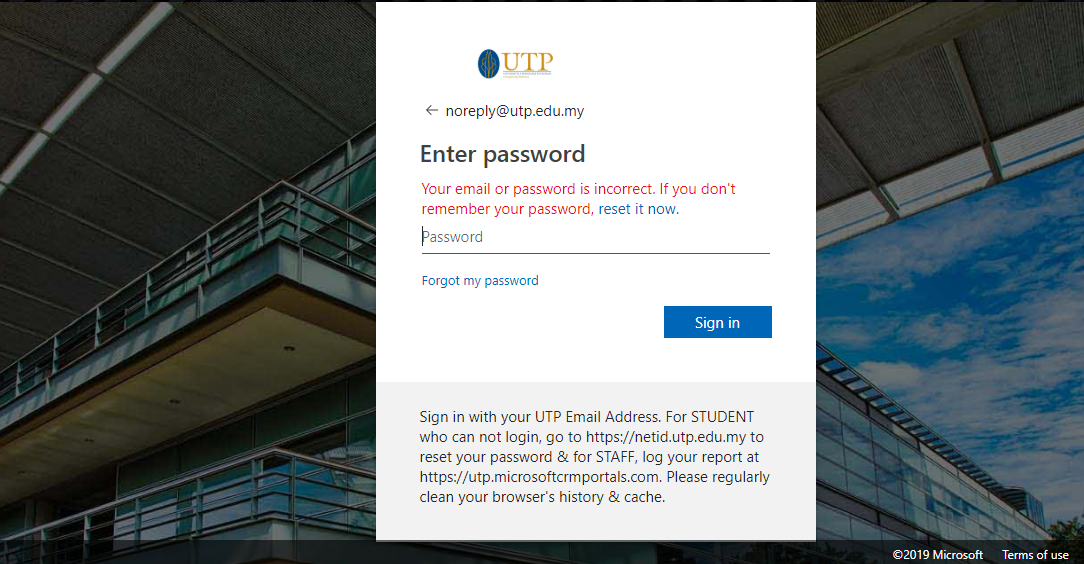 UTP
noreply@utp.edu.my
Enter password
Your email or password is incorrect. If you don't
remember your password, reset it now.
Password
Forgot my password
Sign in
Sign in with your UTP Email Address. For STUDENT
who can not login, go to https://netid.utp.edu.my to
reset your password & for STAFF, log your report at
https://utp.microsoftcrmportals.com. Please regularly
clean your browser's history & cache.
©2019 Microsoft Terms of use